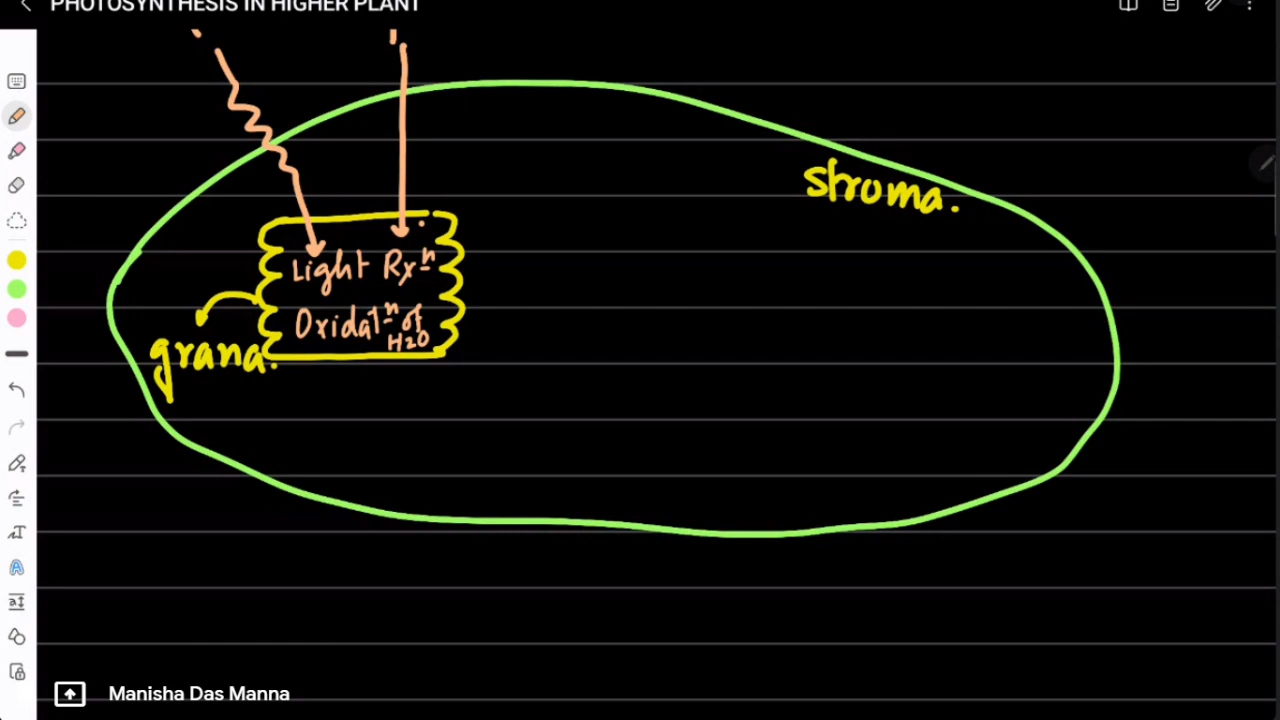 PHOTOSYNTHESIS IN HIGHER PLANT
stroma.
Light Rxⁿ
Oxidatⁿ of
H2O
grana.
Manisha Das Manna